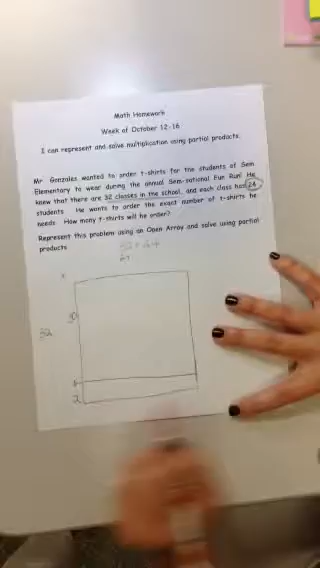 Math Homework
Week of October 12-16
I can represent and solve multiplication using partial products.
Mr. Gonzales wanted to order t-shirts for the students of Sem
Elementary to wear during the annual Sem-sational Fun Run! He
knew that there are 32 classes in the school, and each class has 24
students. He wants to order the exact number of t-shirts he
needs. How many t-shirts will he order?
Represent this problem using an Open Array and solve using partial
products.
32 x 24
x
30
32
2